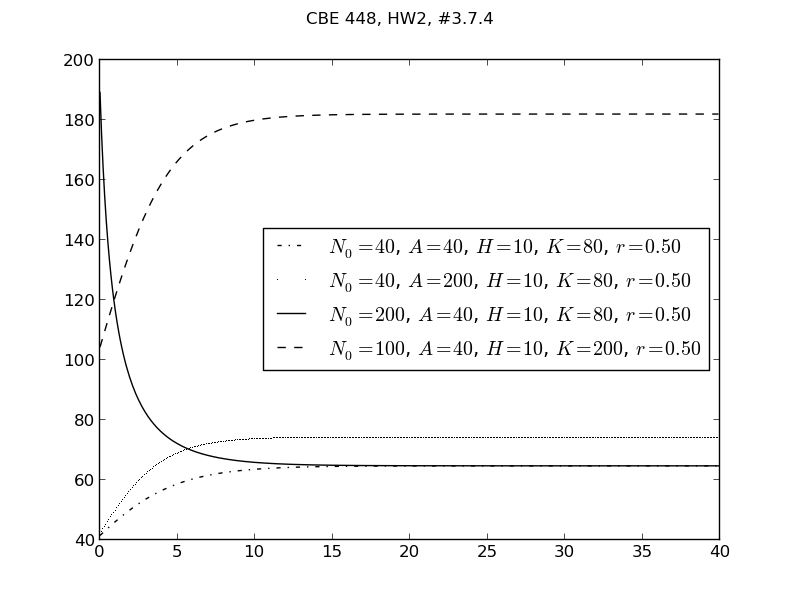 CBE 448, HW2, #3.7.4
200
180
160
140
120
100
80
60
40
N₀ =40, A=40, H=10, K=80, r=0.50
N₀ =40, A=200, H=10, K=80, r=0.50
N₀ =200, A=40, H=10, K=80, r=0.50
N₀ =100, A=40, H=10, K=200, r=0.50
0 5 10 15 20 25 30 35 40